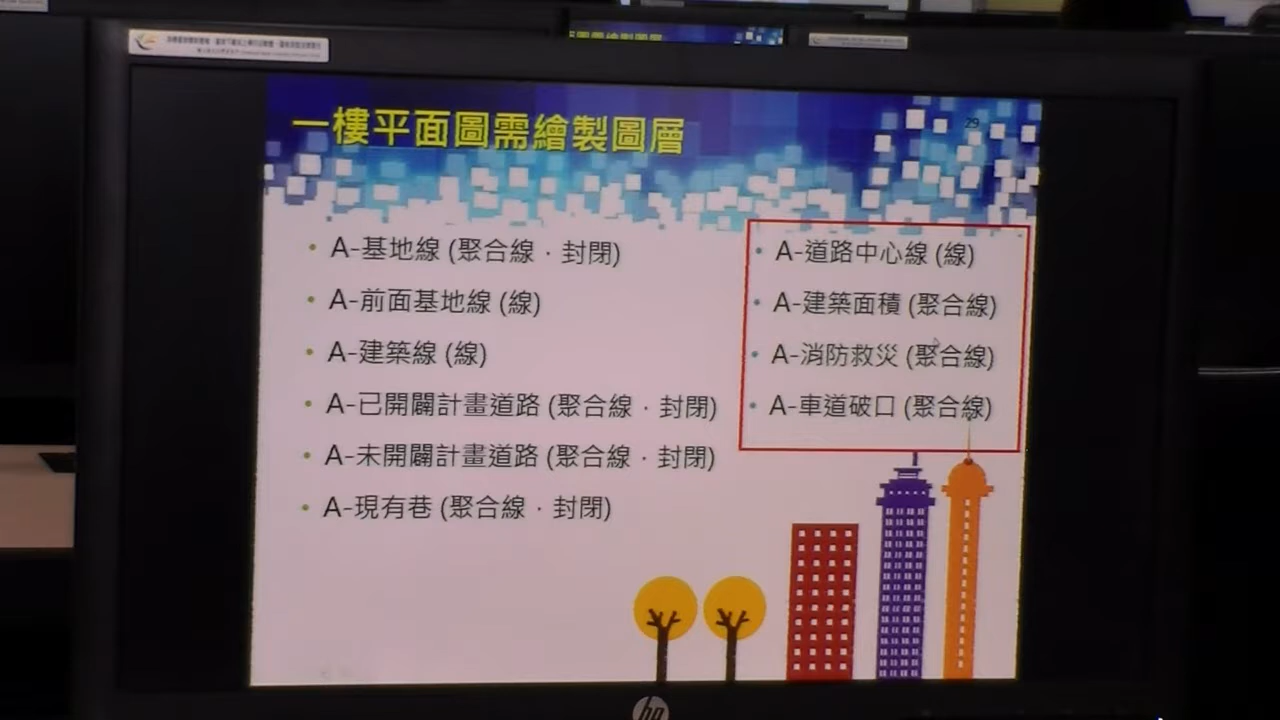 一樓平面圖需繪製圖層
29
• A-基地線 (聚合線．封閉)
• A-前面基地線 (線)
• A-建築線 (線)
• A-已開闢計畫道路 (聚合線．封閉)
• A-未開闢計畫道路 (聚合線．封閉)
• A-現有巷 (聚合線．封閉)
• A-道路中心線 (線)
• A-建築面積 (聚合線)
• A-消防救災 (聚合線)
• A-車道破口 (聚合線)
hp